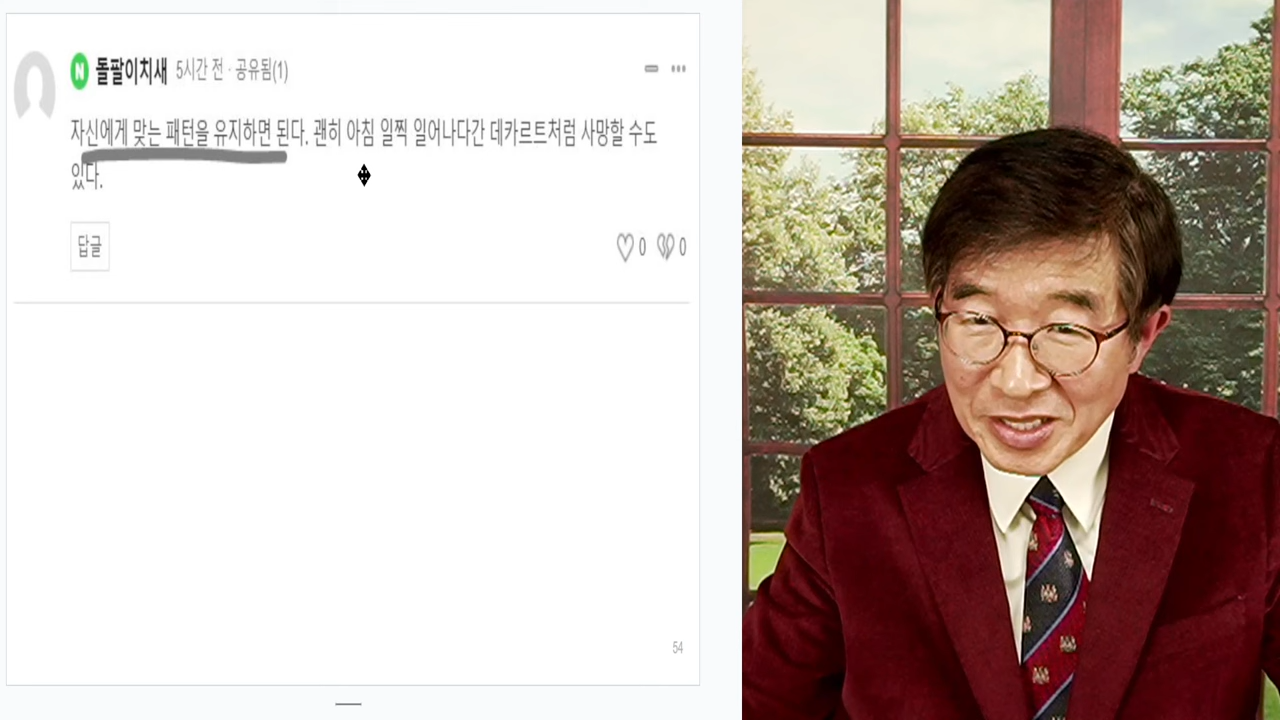 N 돌팔이치새 5시간 전 · 공유됨(1)
자신에게 맞는 패턴을 유지하면 된다. 괜히 아침 일찍 일어나다간 데카르트처럼 사망할 수도
있다.
답글
0 0
54